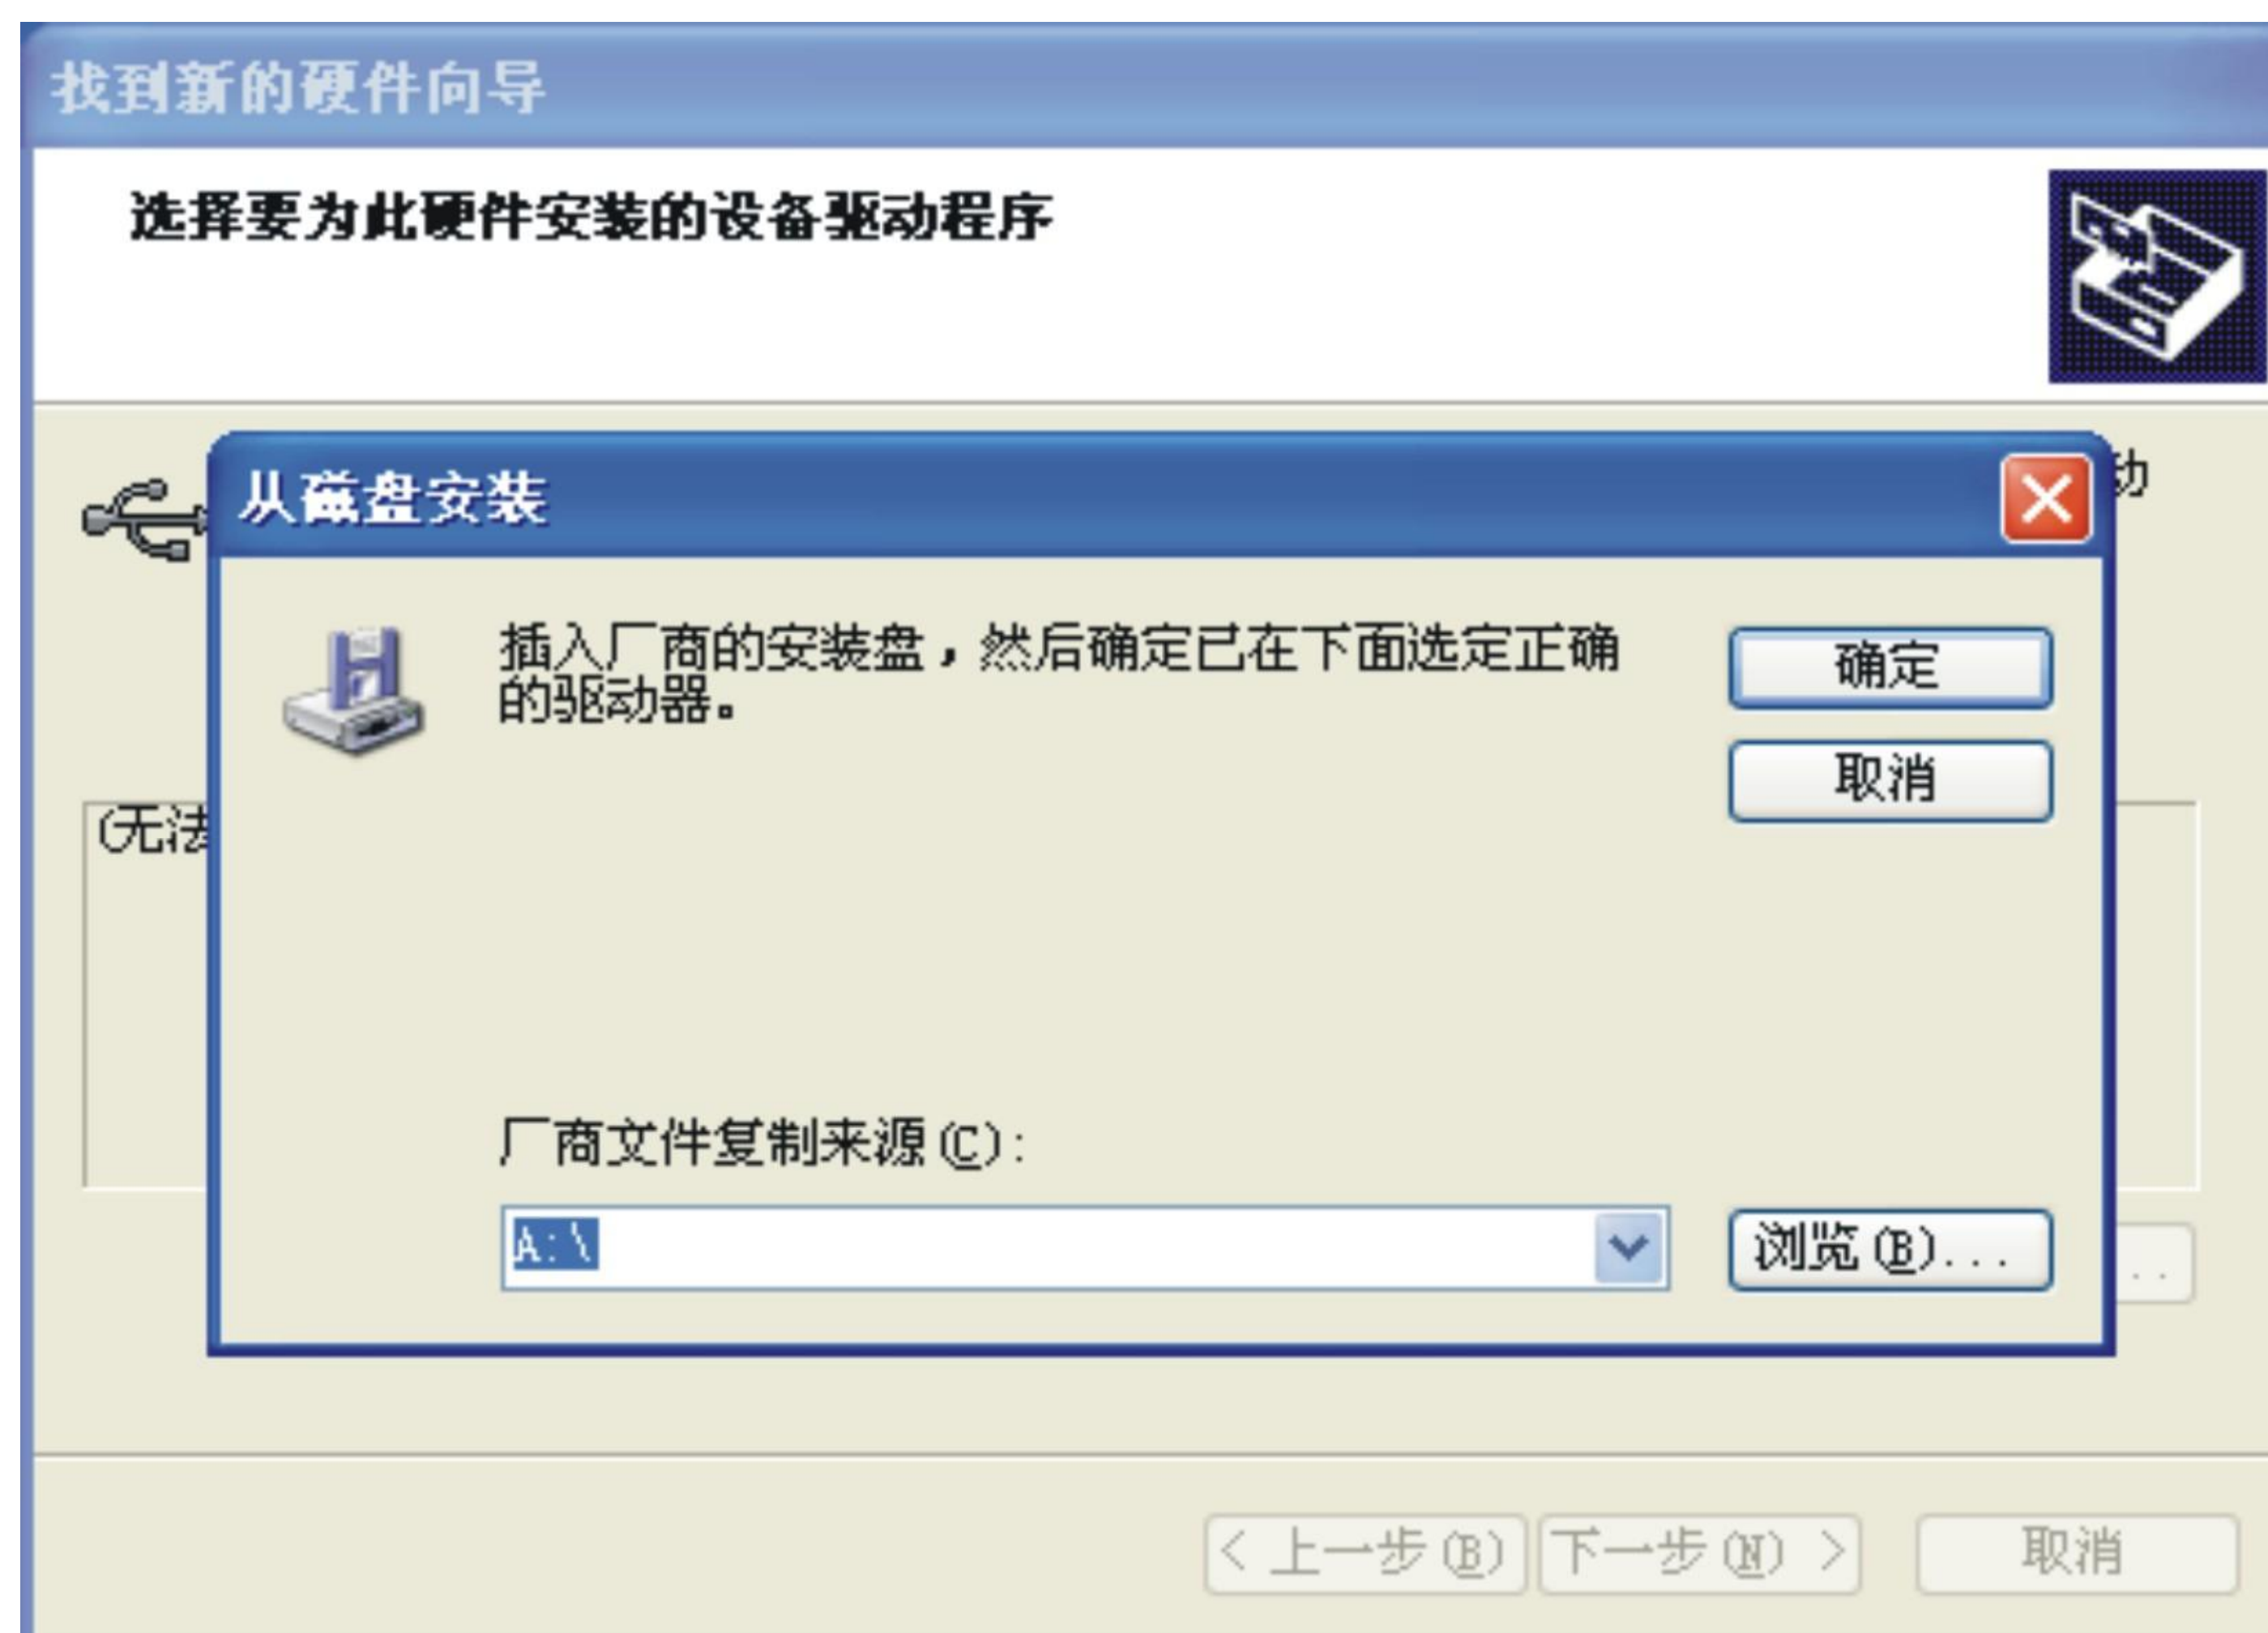 找到新的硬件向导
选择要为此硬件安装的设备驱动程序
动
从磁盘安装
插入厂商的安装盘，然后确定已在下面选定正确
的驱动器。
确定
取消
(无法
厂商文件复制来源(C):
A:\
浏览(B)...
..
< 上一步(B)
下一步(N) >
取消